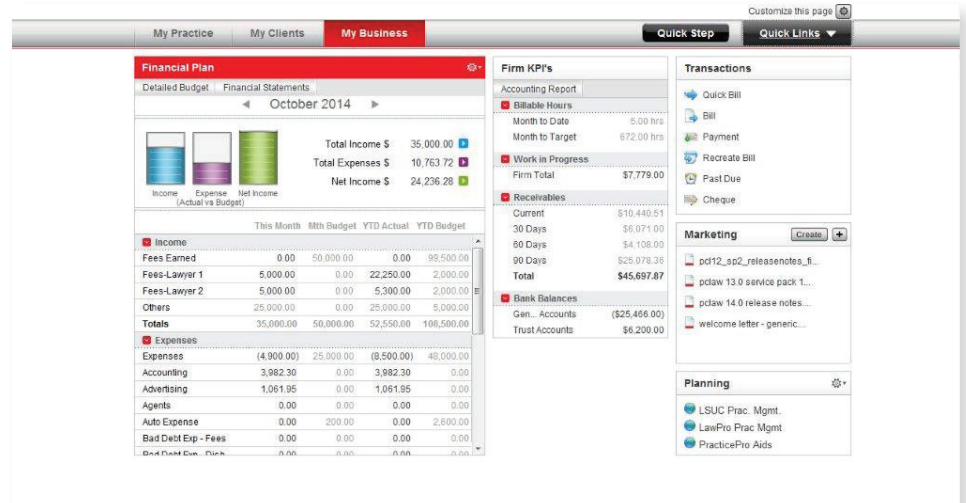 Customize this page
My Practice My Clients My Business Quick Step Quick Links
Financial Plan
Detailed Budget Financial Statements
October 2014
Total Income $ 35,000.00
Total Expenses $ 10,763.72
Net Income $ 24,236.28
Income Expense Net Income
(Actual vs Budget)
This Month Mth Budget YTD Actual YTD Budget
Income
Fees Earned 0.00 50,000.00 0.00 99,500.00
Fees-Lawyer 1 5,000.00 0.00 22,250.00 2,000.00
Fees-Lawyer 2 5,000.00 0.00 5,300.00 2,000.00
Others 25,000.00 0.00 25,000.00 5,000.00
Totals 35,000.00 50,000.00 52,550.00 108,500.00
Expenses
Expenses (4,900.00) 25,000.00 (8,500.00) 48,000.00
Accounting 3,982.30 0.00 3,982.30 0.00
Advertising 1,061.95 0.00 1,061.95 0.00
Agents 0.00 0.00 0.00 0.00
Auto Expense 0.00 200.00 0.00 2,600.00
Bad Debt Exp - Fees 0.00 0.00 0.00 0.00
Bad Debt Exp - Disb 0.00 0.00 0.00 0.00
Firm KPI's
Accounting Report
Billable Hours
Month to Date 5.00 hrs
Month to Target 672.00 hrs
Work in Progress
Firm Total $7,779.00
Receivables
Current $10,440.51
30 Days $6,071.00
60 Days $4,108.00
90 Days $25,078.36
Total $45,697.87
Bank Balances
Gen... Accounts ($25,466.00)
Trust Accounts $6,200.00
Transactions
Quick Bill
Bill
Payment
Recreate Bill
Past Due
Cheque
Marketing Create +
pcl12_sp2_releasenotes_fi...
pclaw 13.0 service pack 1...
pclaw 14.0 release notes...
welcome letter - generic...
Planning
LSUC Prac. Mgmt.
LawPro Prac Mgmt
PracticePro Aids